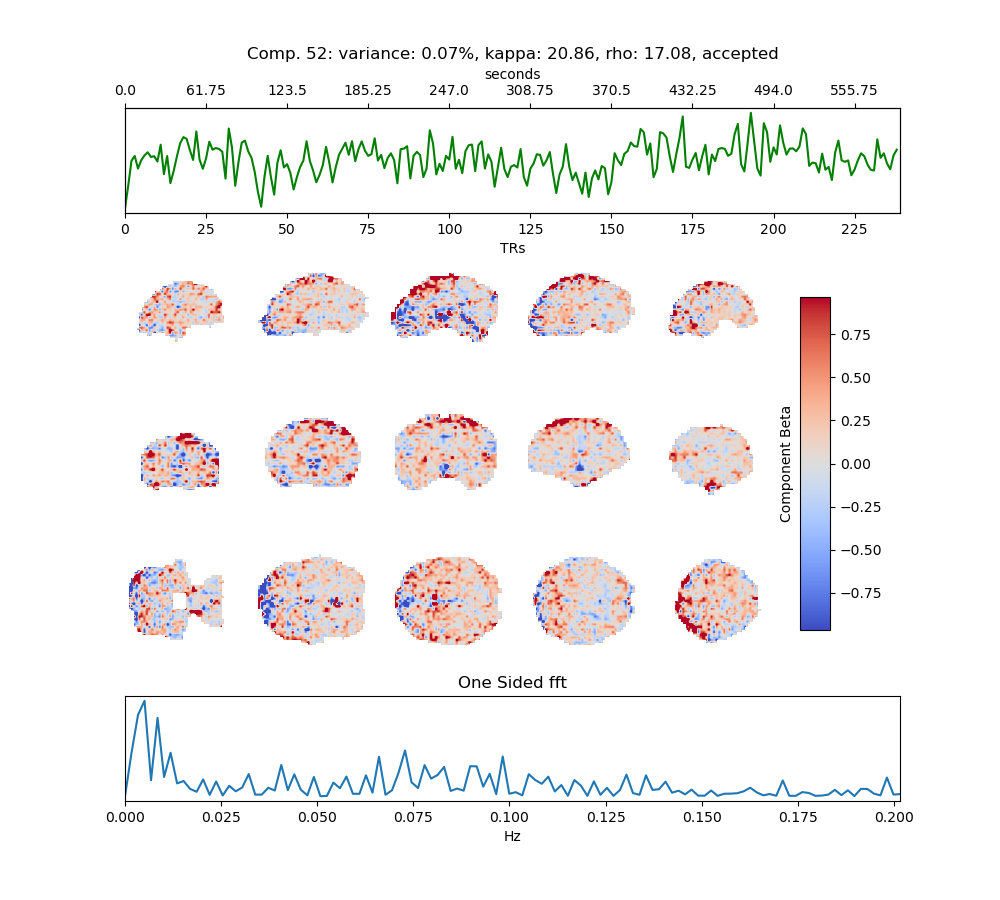 Comp. 52: variance: 0.07%, kappa: 20.86, rho: 17.08, accepted
seconds
0.0 61.75 123.5 185.25 247.0 308.75 370.5 432.25 494.0 555.75
0 25 50 75 100 125 150 175 200 225
TRs
0.75
0.50
0.25
0.00
−0.25
−0.50
−0.75
Component Beta
One Sided fft
0.000 0.025 0.050 0.075 0.100 0.125 0.150 0.175 0.200
Hz